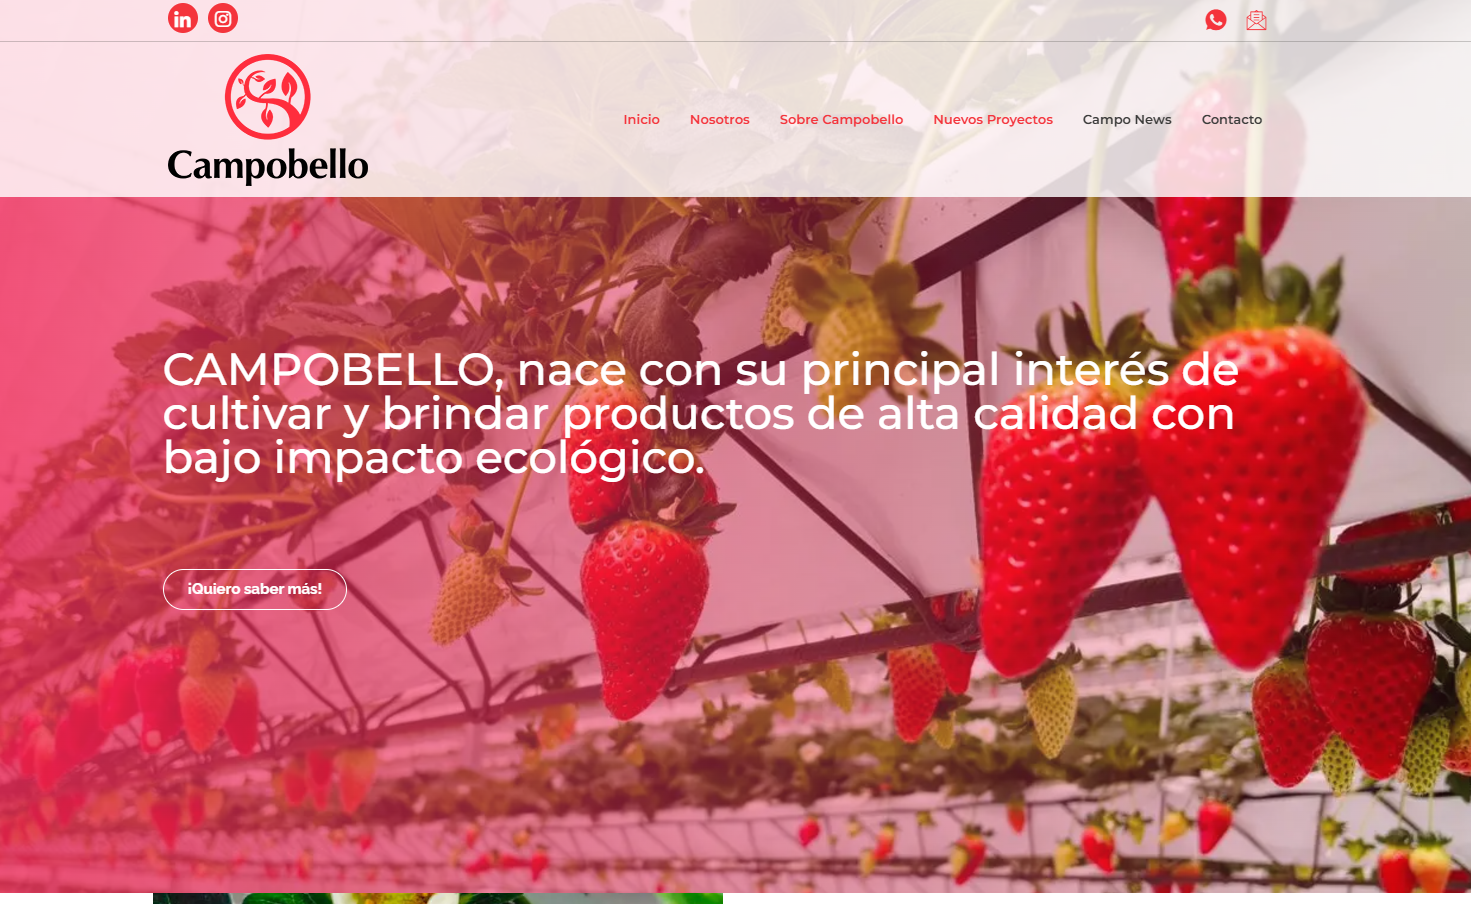 Campobello
Inicio
Nosotros
Sobre Campobello
Nuevos Proyectos
Campo News
Contacto
CAMPOBELLO, nace con su principal interés de
cultivar y brindar productos de alta calidad con
bajo impacto ecológico.
¡Quiero saber más!